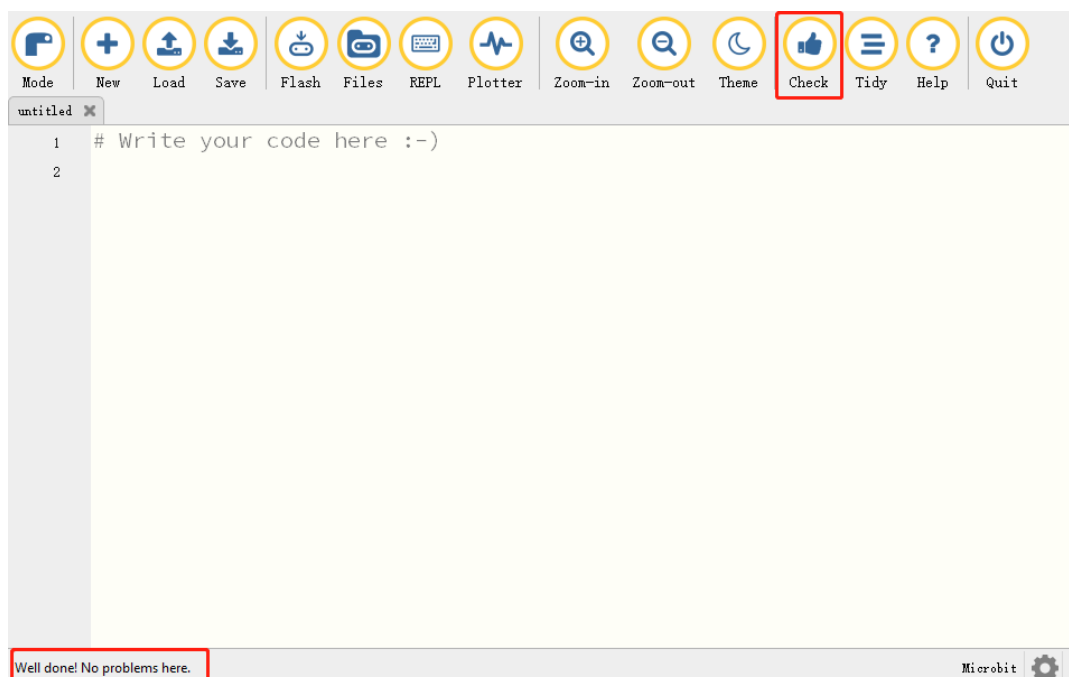 Mode New Load Save Flash Files REPL Plotter Zoom-in Zoom-out Theme Check Tidy Help Quit
untitled
1 # Write your code here :-)
2
Well done! No problems here. Microbit